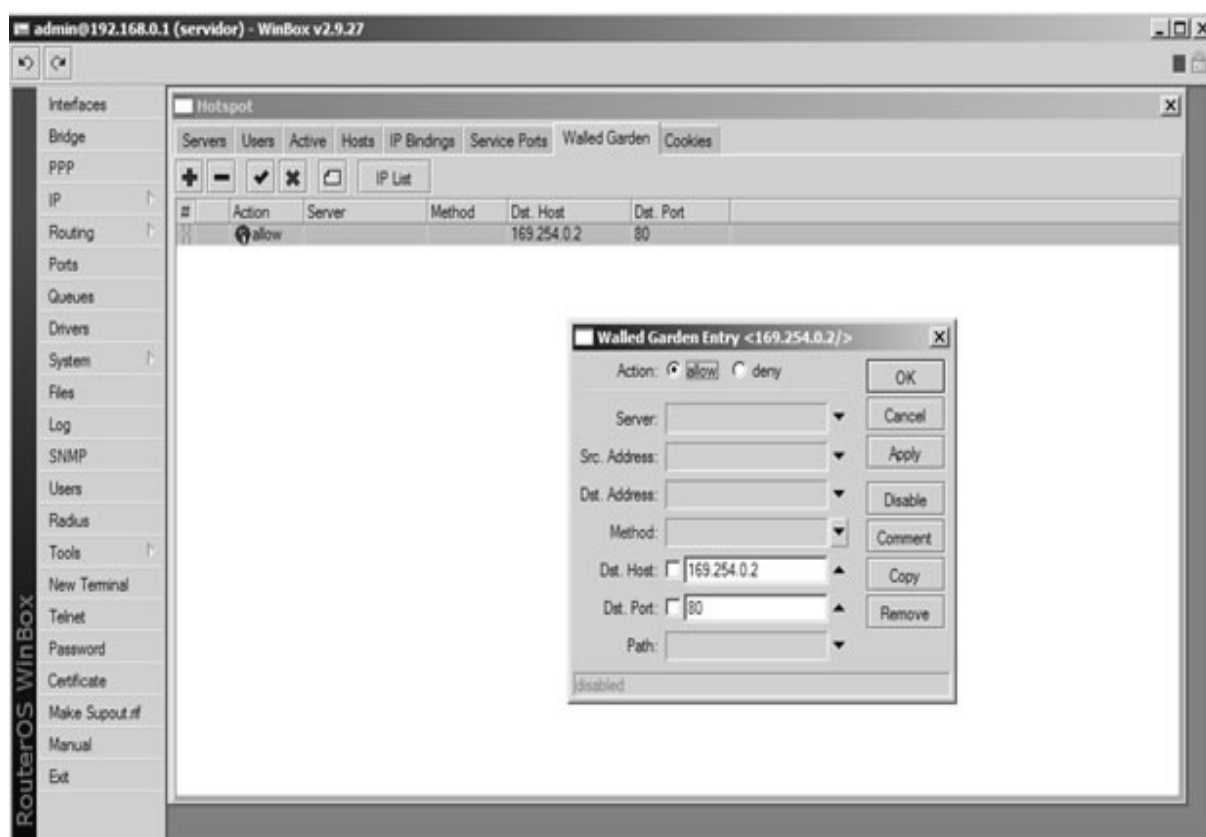 admin@192.168.0.1 (servidor) - WinBox v2.9.27
Interfaces
Bridge
PPP
IP
Routing
Ports
Queues
Drivers
System
Files
Log
SNMP
Users
Radius
Tools
New Terminal
Telnet
Password
Certificate
Make Supout.rif
Manual
Exit
RouterOS WinBox
Hotspot
Servers Users Active Hosts IP Bindings Service Ports Walled Garden Cookies
IP List
# Action Server Method Dst. Host Dst. Port
allow 169.254.0.2 80
Walled Garden Entry <169.254.0.2/>
Action: allow deny
Server:
Src. Address:
Dst. Address:
Method:
Dst. Host: 169.254.0.2
Dst. Port: 80
Path:
disabled
OK
Cancel
Apply
Disable
Comment
Copy
Remove